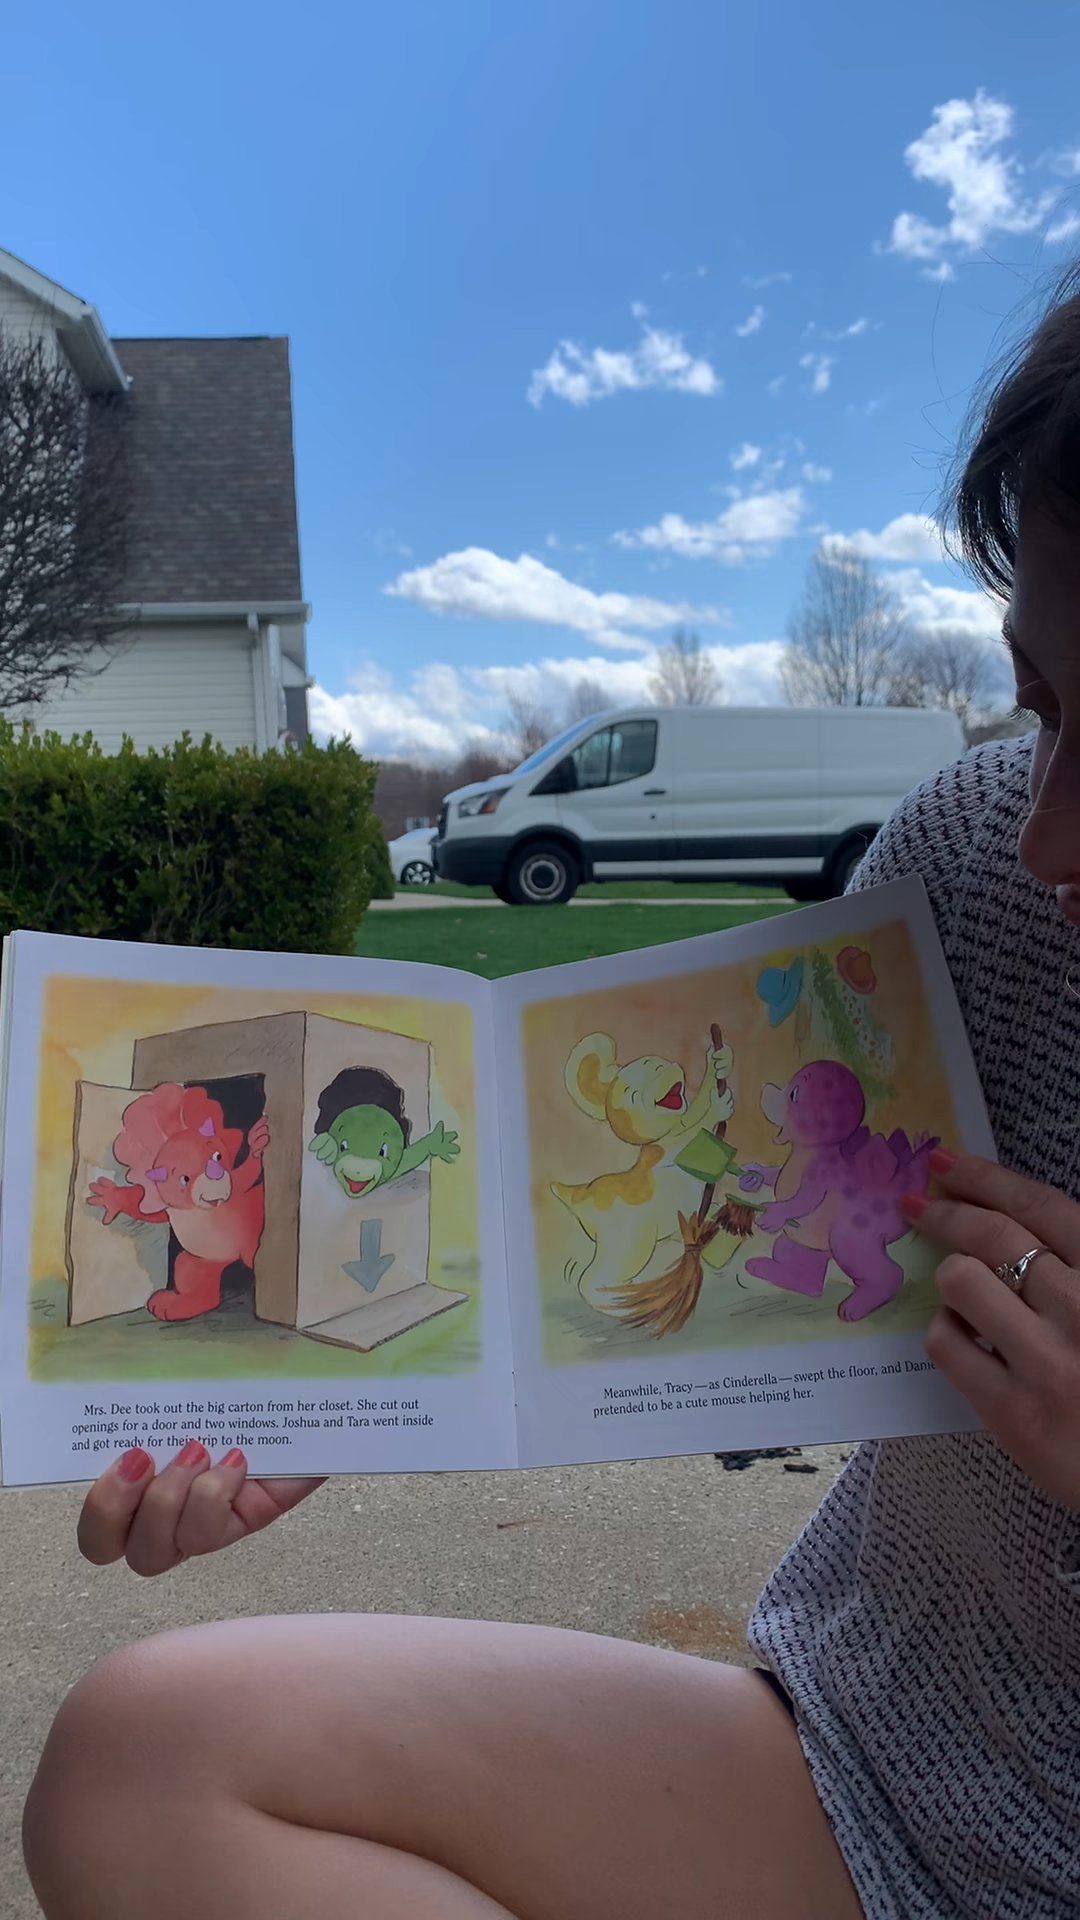 Mrs. Dee took out the big carton from her closet. She cut out
openings for a door and two windows. Joshua and Tara went inside
and got ready for their trip to the moon.
Meanwhile, Tracy—as Cinderella—swept the floor, and
pretended to be a cute mouse helping her.